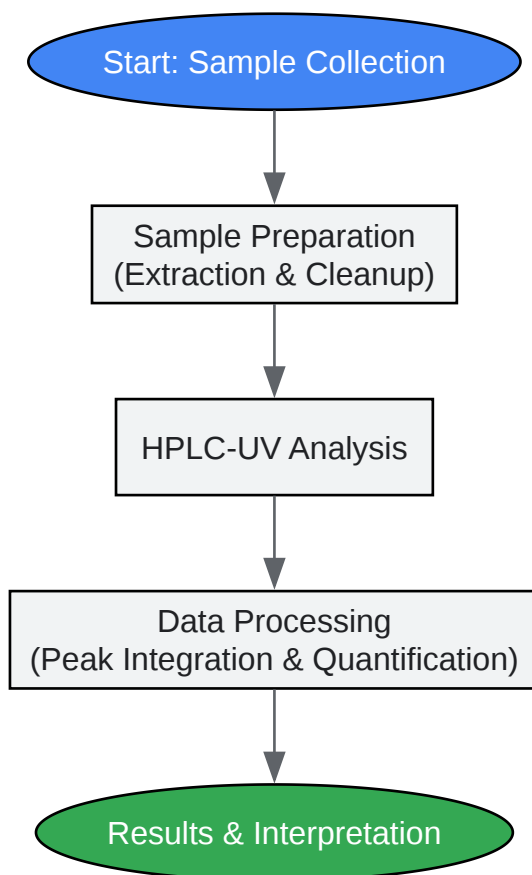 Start: Sample Collection
Sample Preparation
(Extraction & Cleanup)
HPLC-UV Analysis
Data Processing
(Peak Integration & Quantification)
Results & Interpretation